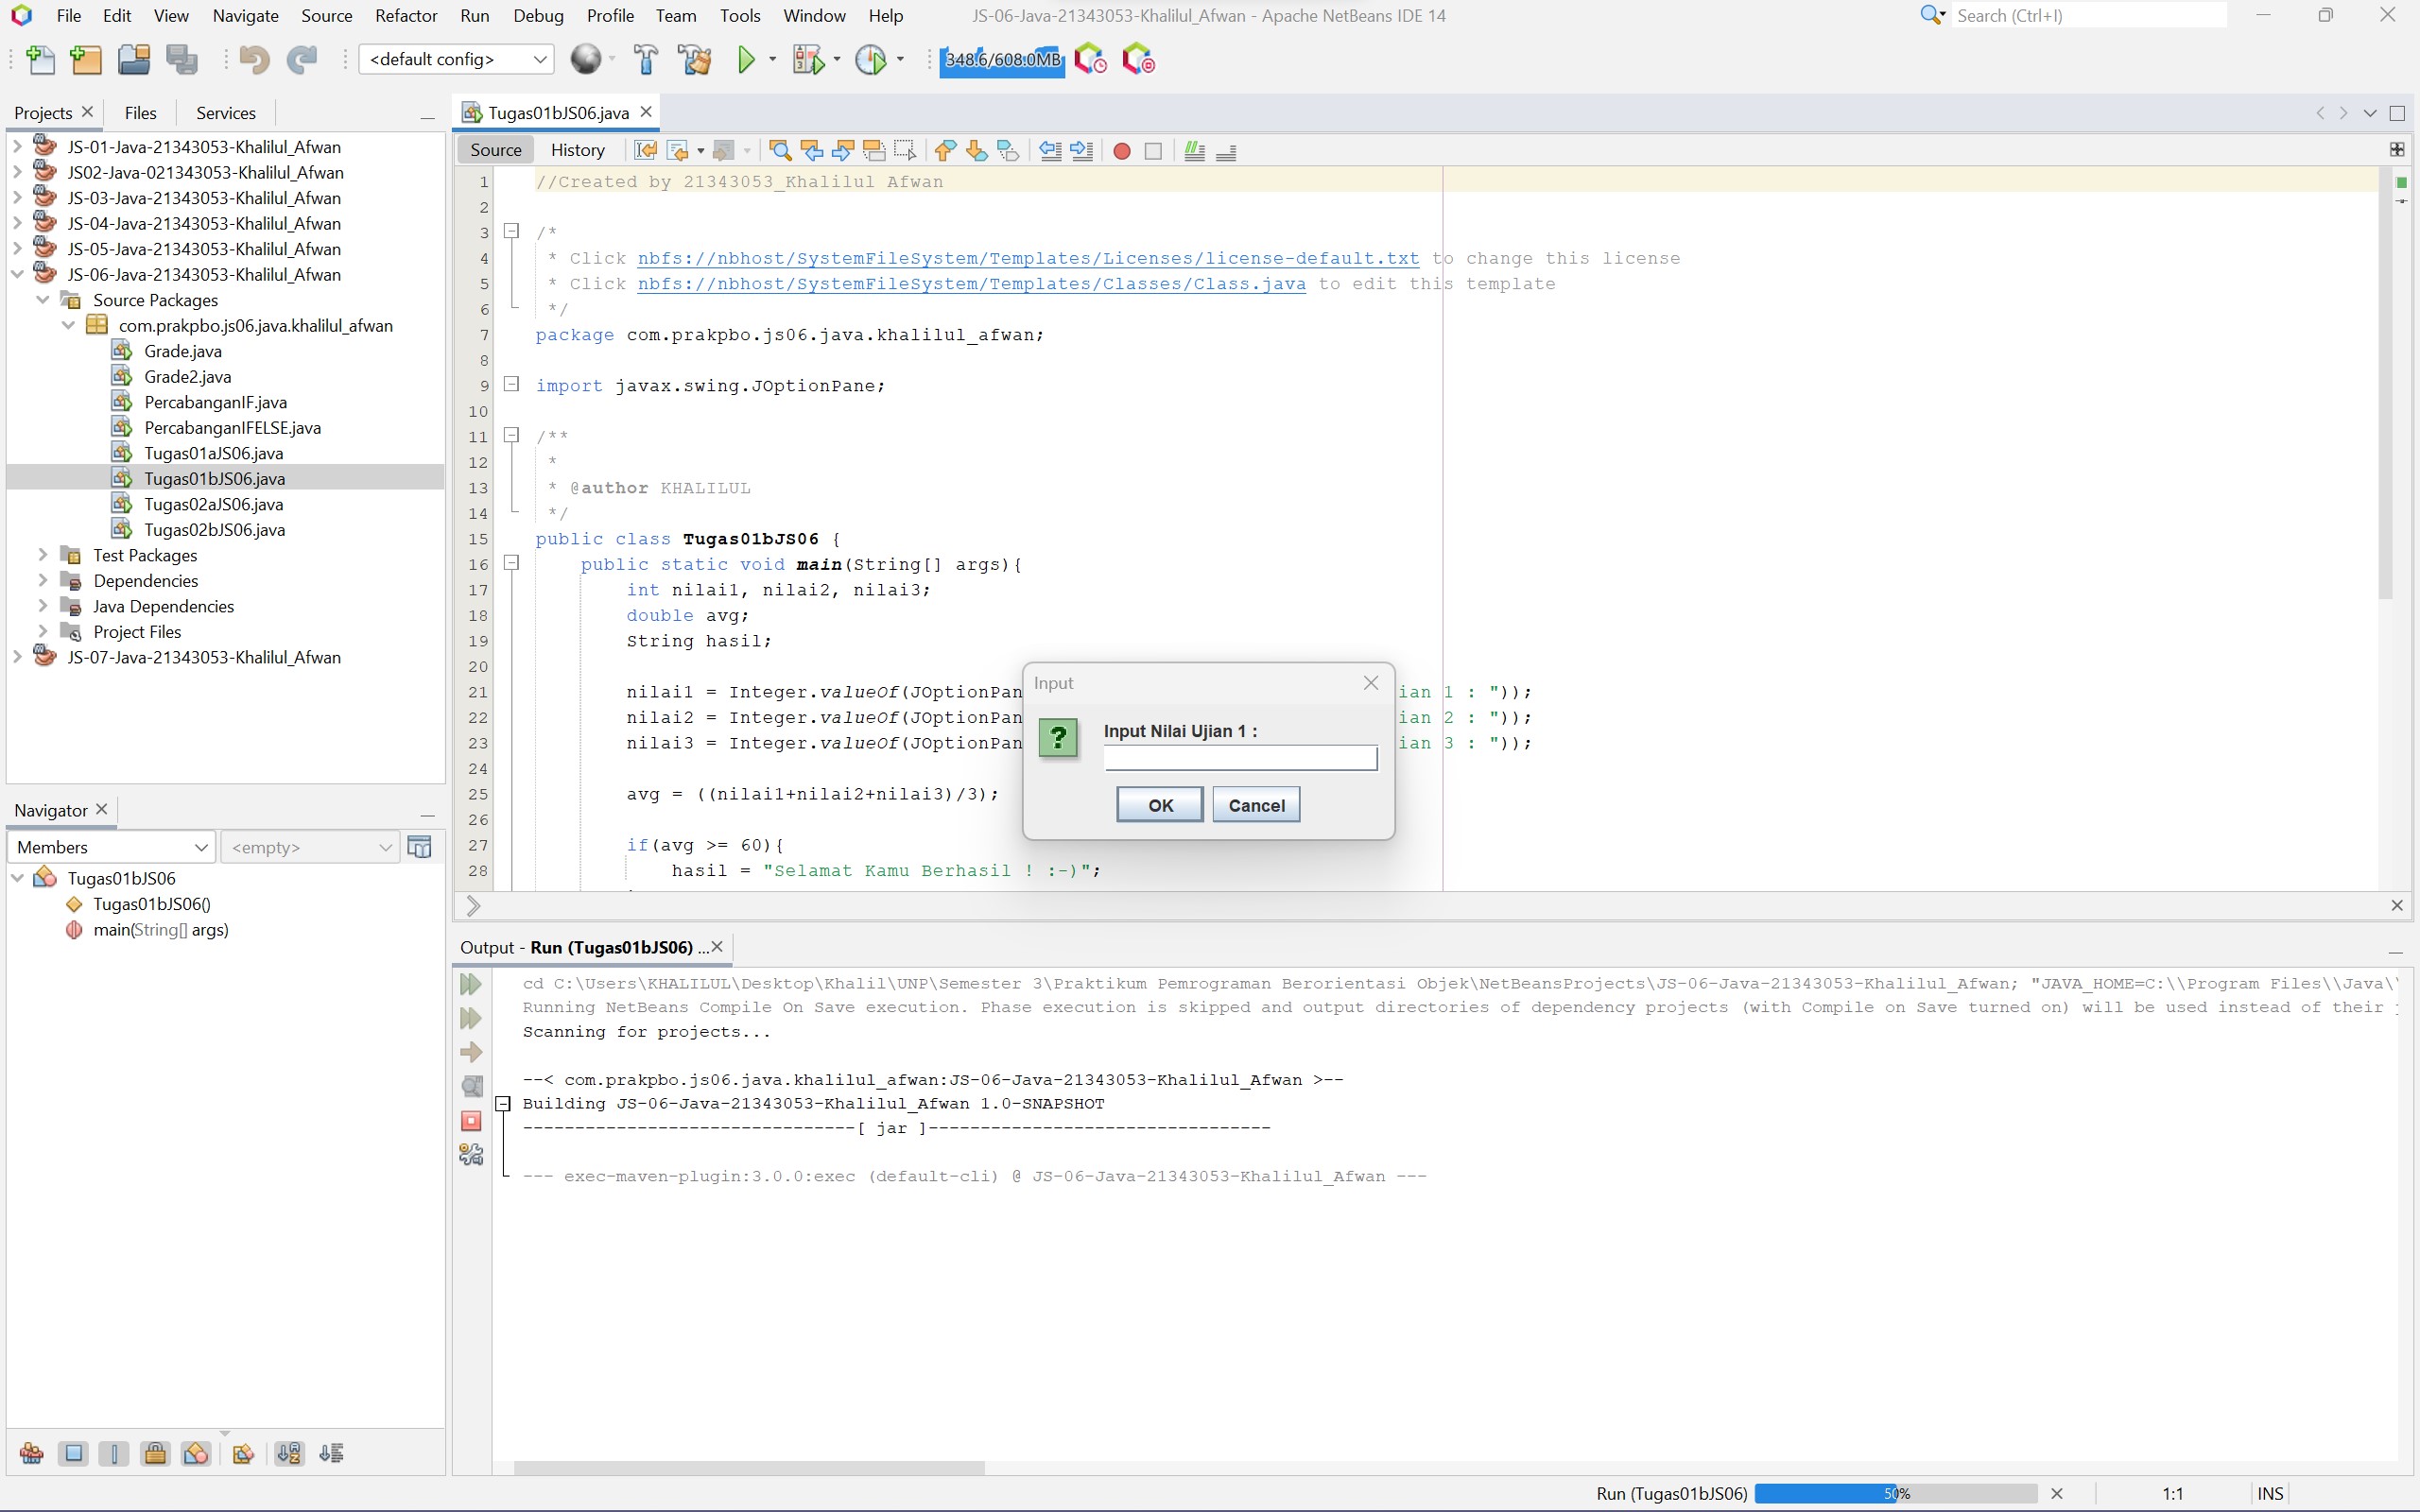 File Edit View Navigate Source Refactor Run Debug Profile Team Tools Window Help
JS-06-Java-21343053-Khalilul_Afwan - Apache NetBeans IDE 14
Search (Ctrl+I)
<default config>
348.6/608.0MB
Projects Files Services
JS-01-Java-21343053-Khalilul_Afwan
JS02-Java-021343053-Khalilul_Afwan
JS-03-Java-21343053-Khalilul_Afwan
JS-04-Java-21343053-Khalilul_Afwan
JS-05-Java-21343053-Khalilul_Afwan
JS-06-Java-21343053-Khalilul_Afwan
Source Packages
com.prakpbo.js06.java.khalilul_afwan
Grade.java
Grade2.java
PercabanganIF.java
PercabanganIFELSE.java
Tugas01aJS06.java
Tugas01bJS06.java
Tugas02aJS06.java
Tugas02bJS06.java
Test Packages
Dependencies
Java Dependencies
Project Files
JS-07-Java-21343053-Khalilul_Afwan
Navigator
Members
<empty>
Tugas01bJS06
Tugas01bJS06()
main(String[] args)
Tugas01bJS06.java
Source History
1 //Created by 21343053_Khalilul Afwan
2
3 /*
4 * Click nbfs://nbhost/SystemFileSystem/Templates/Licenses/license-default.txt to change this license
5 * Click nbfs://nbhost/SystemFileSystem/Templates/Classes/Class.java to edit this template
6 */
7 package com.prakpbo.js06.java.khalilul_afwan;
8
9 import javax.swing.JOptionPane;
10
11 /**
12 *
13 * @author KHALILUL
14 */
15 public class Tugas01bJS06 {
16 public static void main(String[] args){
17 int nilai1, nilai2, nilai3;
18 double avg;
19 String hasil;
20
21 nilai1 = Integer.valueOf(JOptionPan ian 1 : "));
22 nilai2 = Integer.valueOf(JOptionPan ian 2 : "));
23 nilai3 = Integer.valueOf(JOptionPan ian 3 : "));
24
25 avg = ((nilai1+nilai2+nilai3)/3);
26
27 if(avg >= 60){
28 hasil = "Selamat Kamu Berhasil ! :-)";
Input
?
Input Nilai Ujian 1 :
OK Cancel
Output - Run (Tugas01bJS06) ...
cd C:\Users\KHALILUL\Desktop\Khalil\UNP\Semester 3\Praktikum Pemrograman Berorientasi Objek\NetBeansProjects\JS-06-Java-21343053-Khalilul_Afwan; "JAVA_HOME=C:\\Program Files\\Java\\
Running NetBeans Compile On Save execution. Phase execution is skipped and output directories of dependency projects (with Compile on Save turned on) will be used instead of their
Scanning for projects...
--< com.prakpbo.js06.java.khalilul_afwan:JS-06-Java-21343053-Khalilul_Afwan >--
Building JS-06-Java-21343053-Khalilul_Afwan 1.0-SNAPSHOT
--------------------------------[ jar ]---------------------------------
--- exec-maven-plugin:3.0.0:exec (default-cli) @ JS-06-Java-21343053-Khalilul_Afwan ---
Run (Tugas01bJS06) 50% 1:1 INS